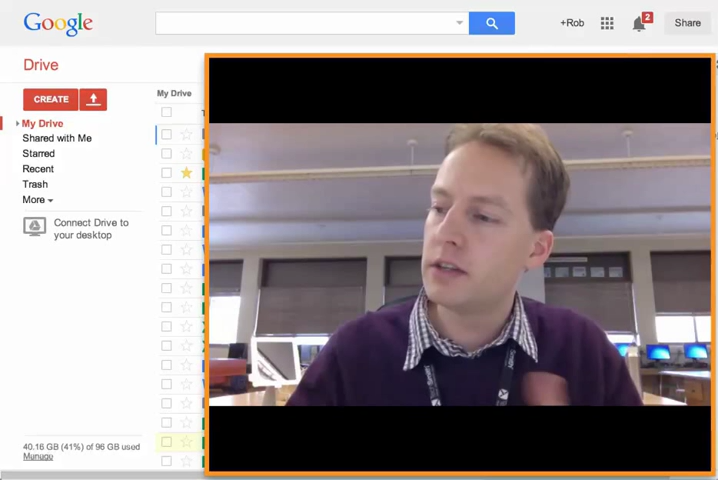 Google
+Rob
2
Share
Drive
CREATE
My Drive
My Drive
Shared with Me
Starred
Recent
Trash
More
Connect Drive to
your desktop
40.16 GB (41%) of 96 GB used